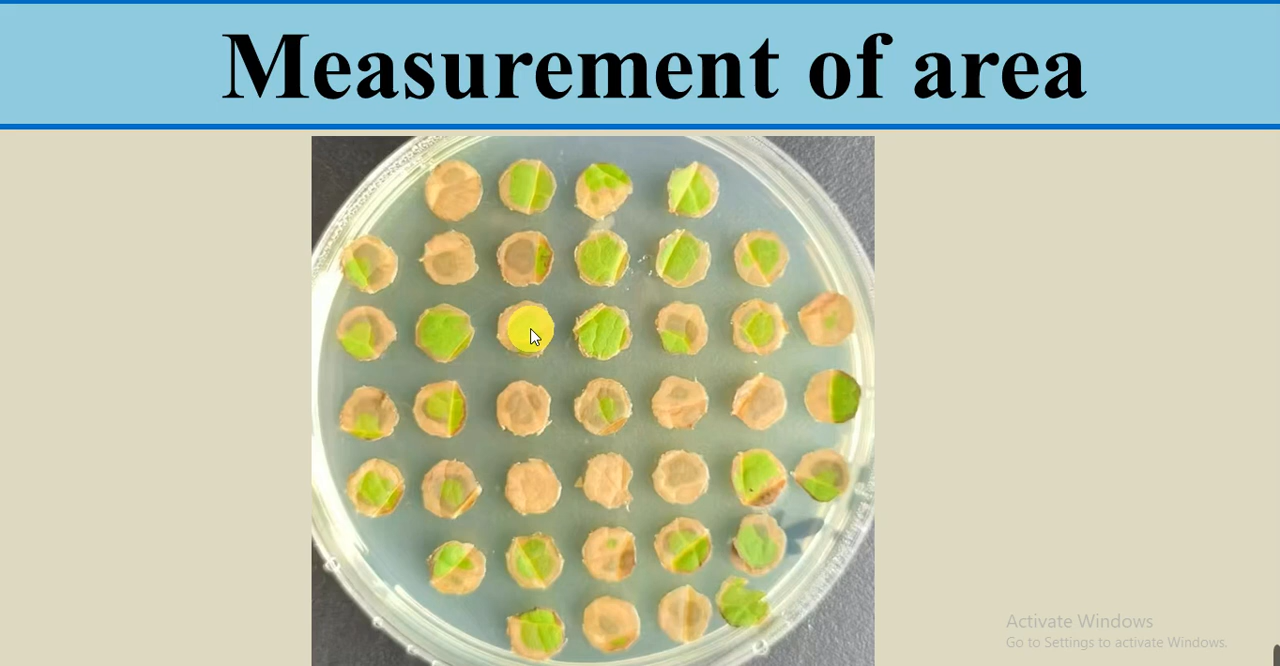 Measurement of area
Activate Windows
Go to Settings to activate Windows.